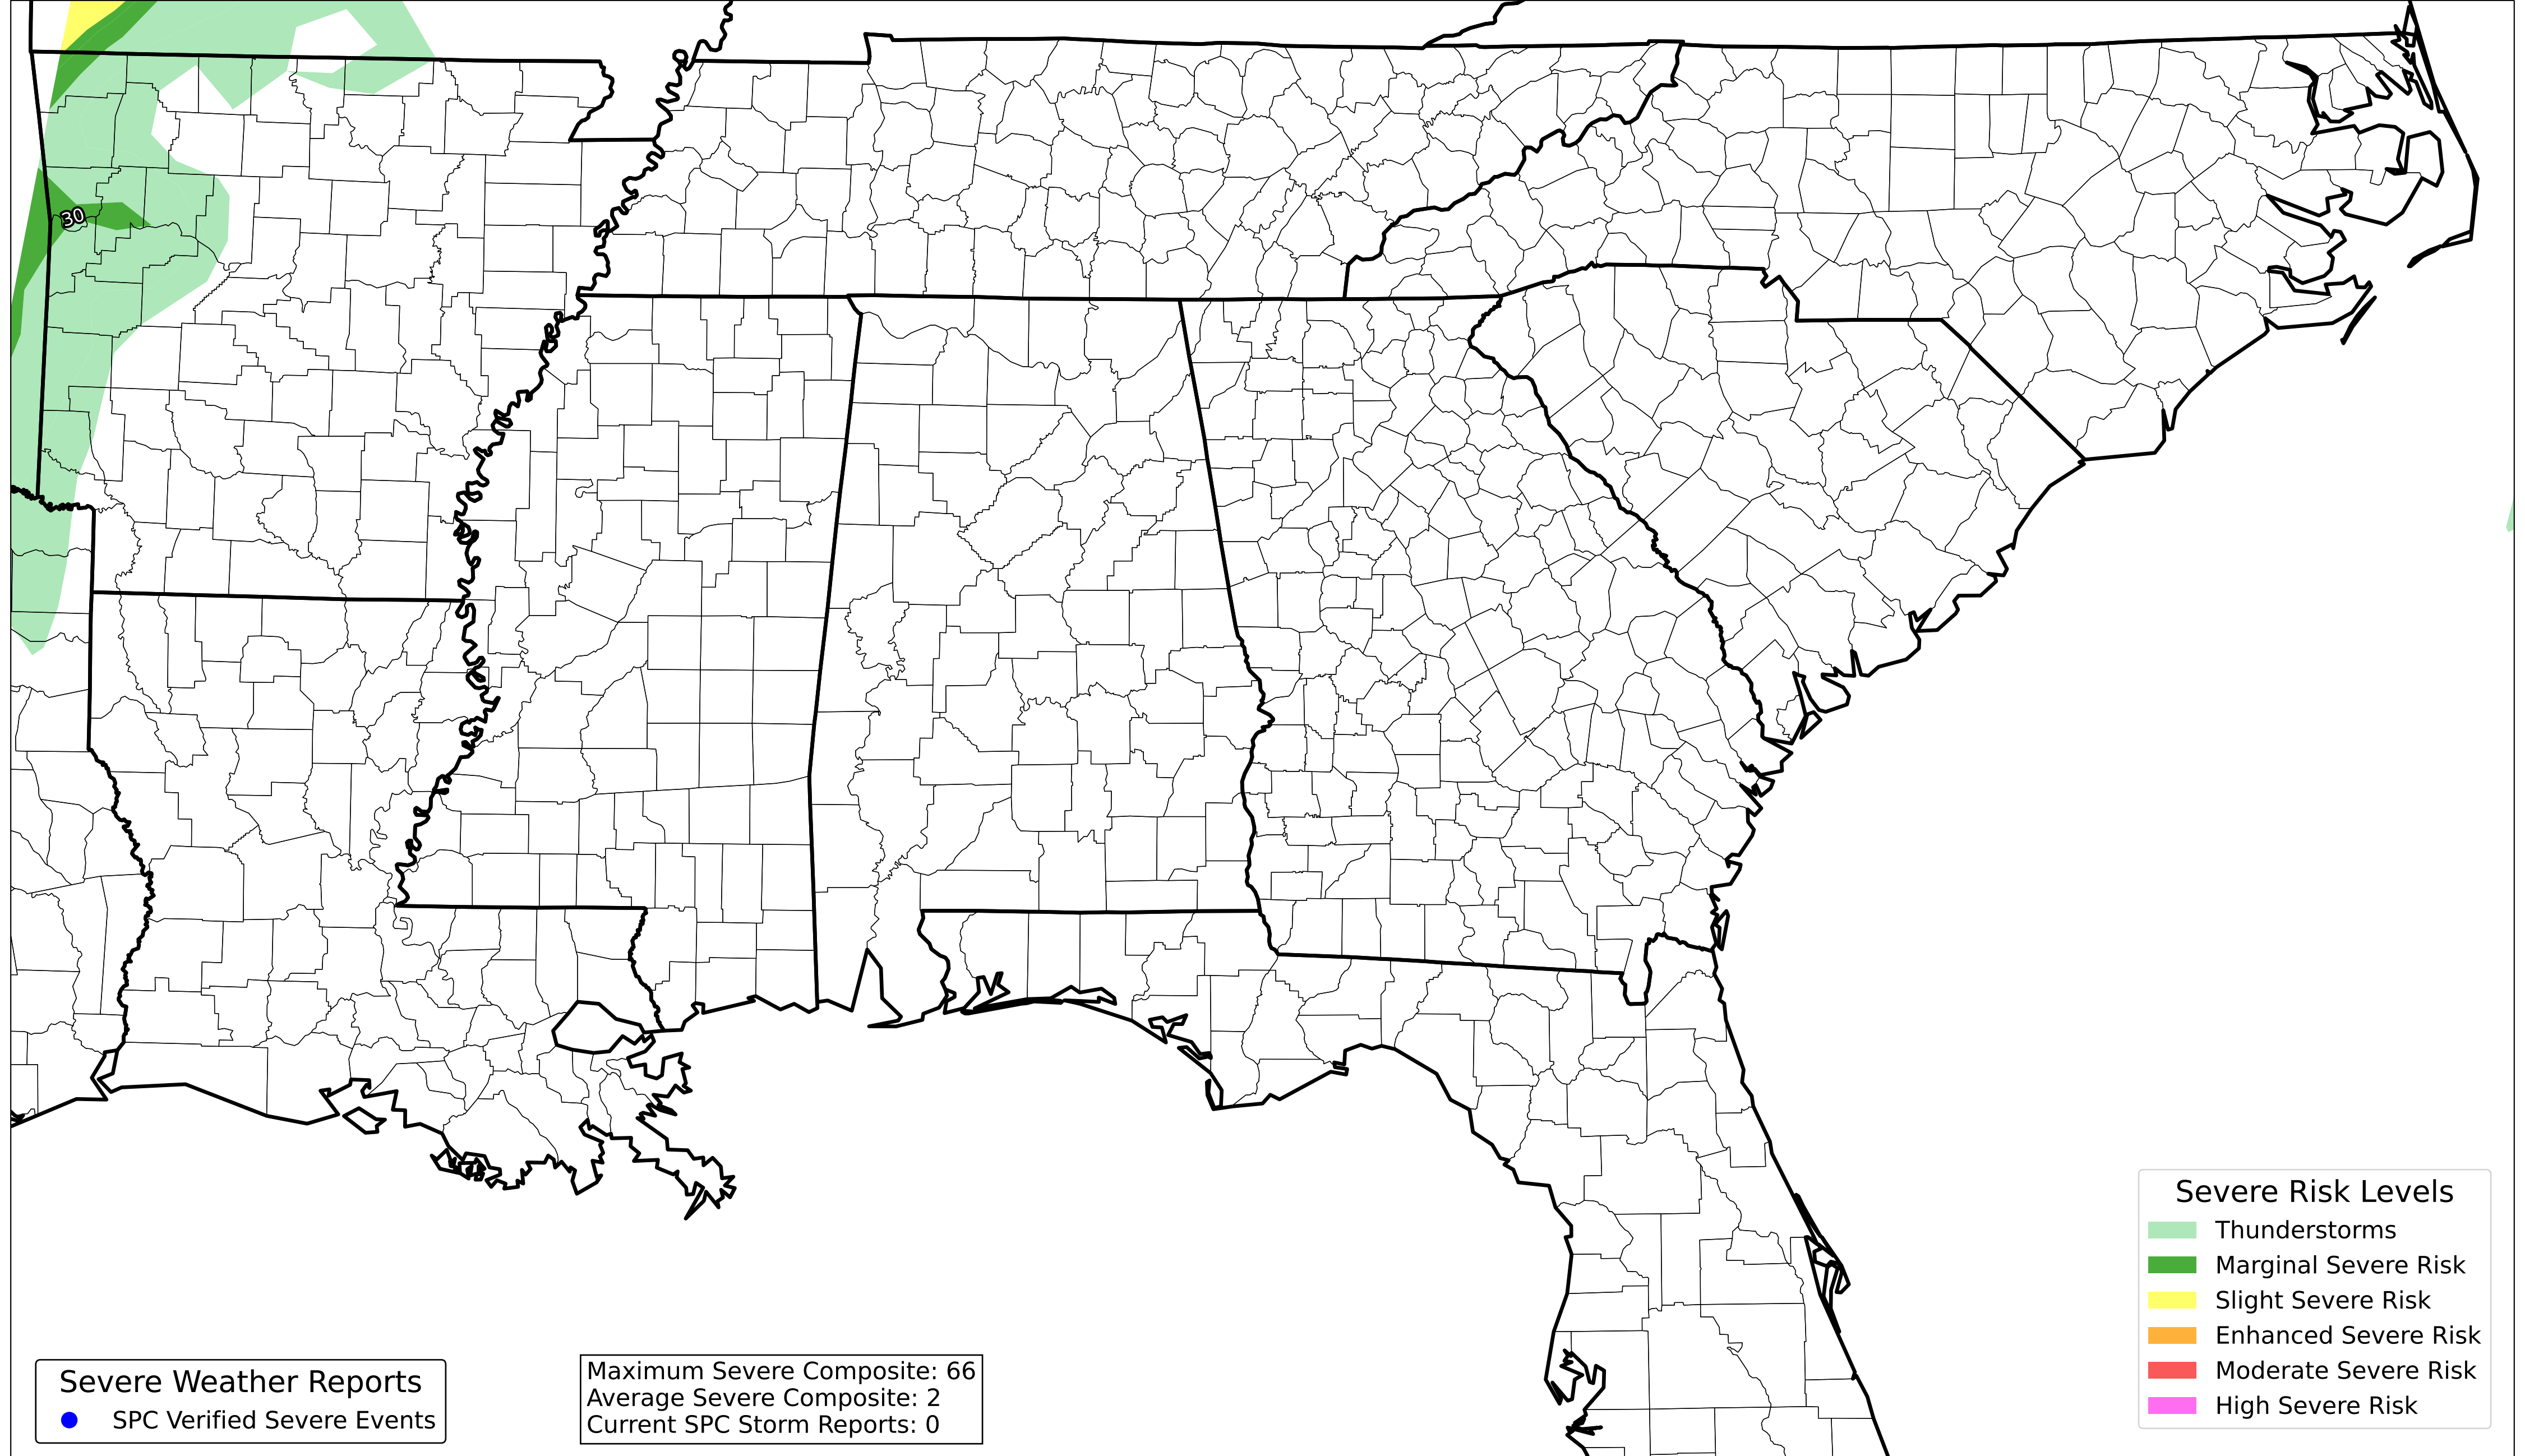 30
Severe Risk Levels
Thunderstorms
Marginal Severe Risk
Slight Severe Risk
Enhanced Severe Risk
Moderate Severe Risk
High Severe Risk
Severe Weather Reports
SPC Verified Severe Events
Maximum Severe Composite: 66
Average Severe Composite: 2
Current SPC Storm Reports: 0